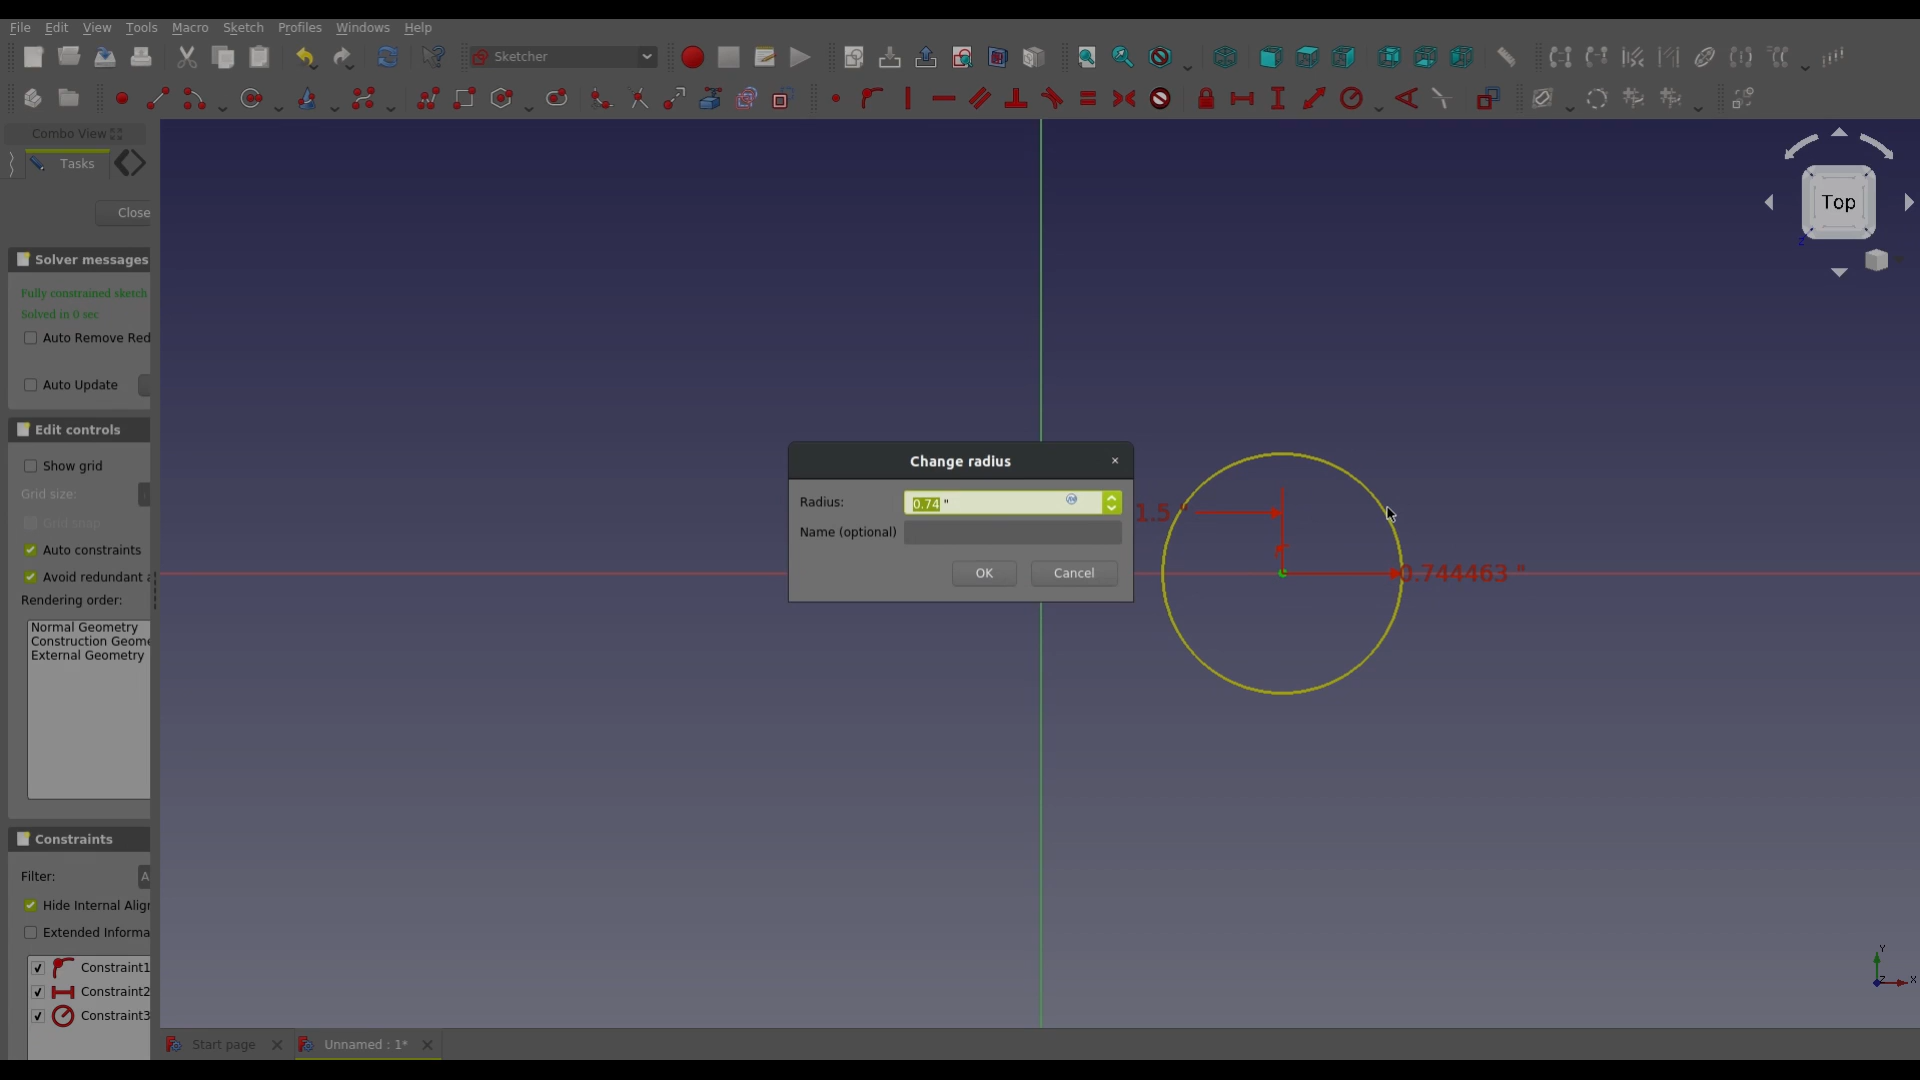 File Edit View Tools Macro Sketch Profiles Windows Help
Sketcher
Combo View
Tasks
Close
Solver messages
Fully constrained sketch
Solved in 0 sec
Auto Remove Red
Auto Update
Edit controls
Show grid
Grid size:
Grid snap
Auto constraints
Avoid redundant a
Rendering order:
Normal Geometry
Construction Geome
External Geometry
Constraints
Filter:
A
Hide Internal Align
Extended Informa
Constraint1
Constraint2
Constraint3
Top
Z
Change radius
×
Radius:
0.74 "
Name (optional)
OK Cancel
1.5 "
0.744463 "
Y
Z
X
Start page
Unnamed : 1*